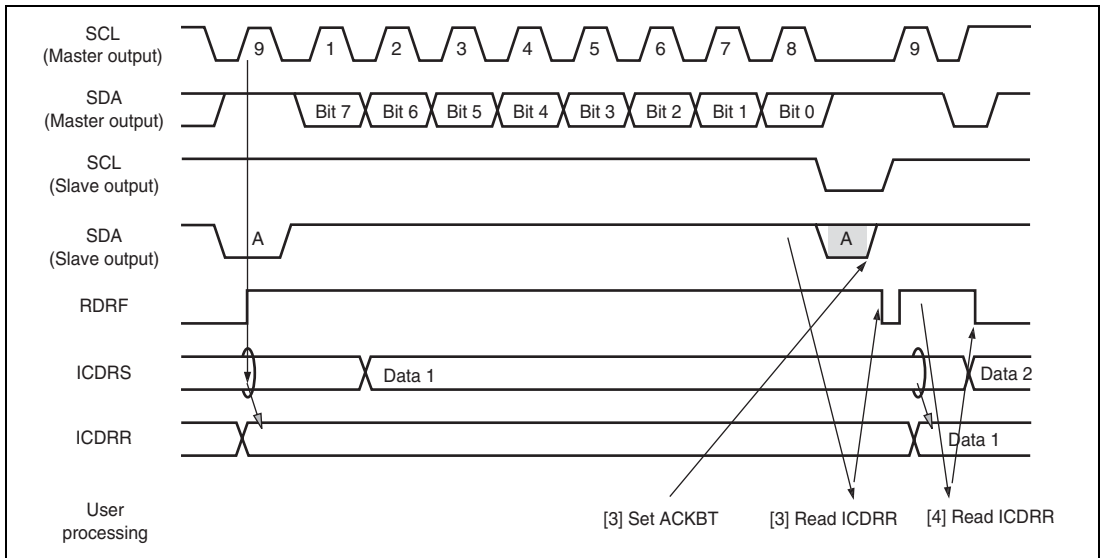 SCL
(Master output)
9 1 2 3 4 5 6 7 8 9
SDA
(Master output)
Bit 7 Bit 6 Bit 5 Bit 4 Bit 3 Bit 2 Bit 1 Bit 0
SCL
(Slave output)
SDA
(Slave output)
A A
RDRF
ICDRS
Data 1 Data 2
ICDRR
Data 1
User
processing
[3] Set ACKBT [3] Read ICDRR [4] Read ICDRR